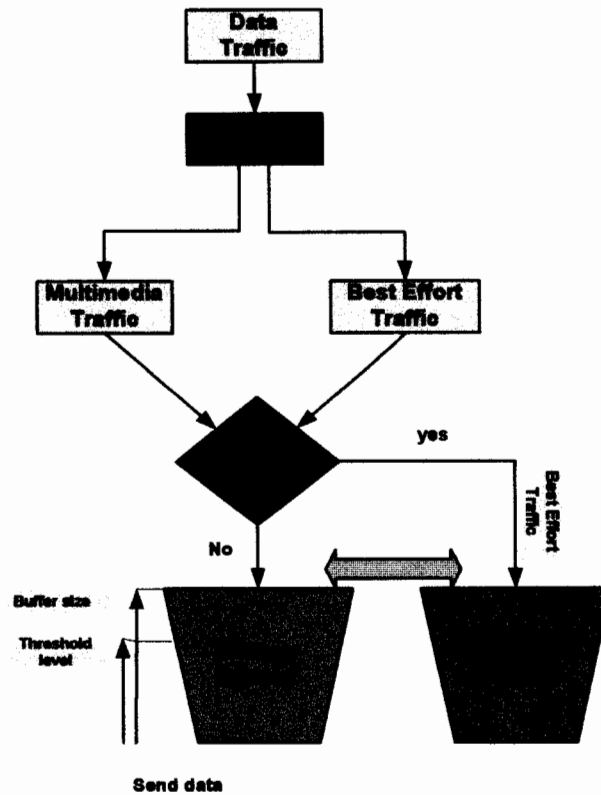 Data
Traffic
Multimedia
Traffic
Best Effort
Traffic
yes
Best Effort
Traffic
No
Buffer size
Threshold
level
Send data